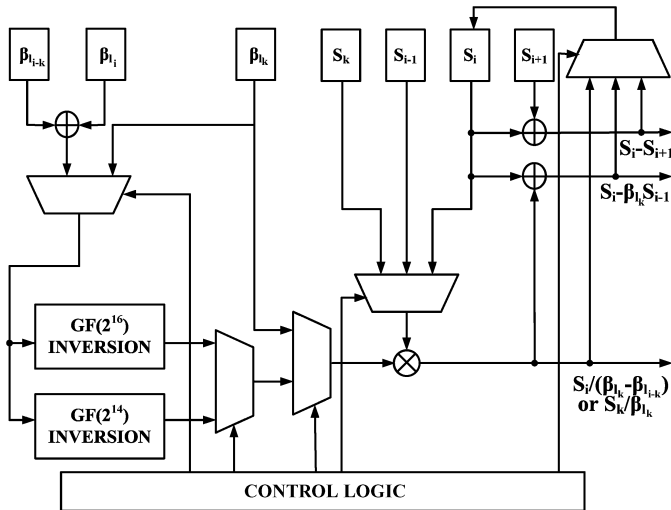 β_{l_{i-k}} β_{l_i} β_{l_k} S_k S_{i-1} S_i S_{i+1}
S_i-S_{i+1}
S_i-β_{l_k}S_{i-1}
GF(2^{16})
INVERSION
S_i/(β_{l_k}-β_{l_{i-k}})
or S_k/β_{l_k}
GF(2^{14})
INVERSION
CONTROL LOGIC